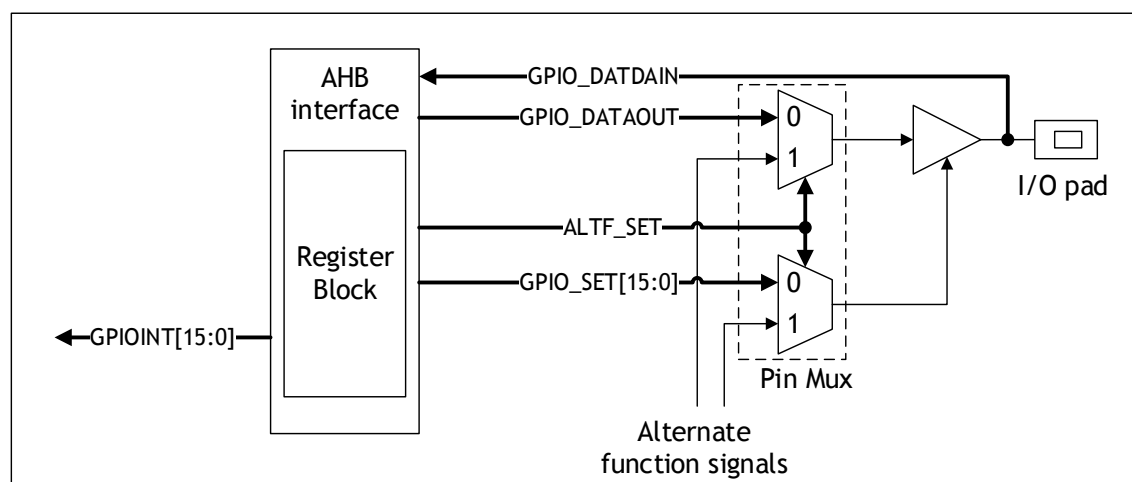 AHB
interface
GPIO_DATDAIN
GPIO_DATAOUT
0
1
I/O pad
ALTF_SET
Register
Block
GPIO_SET[15:0]
0
1
GPIOINT[15:0]
Pin Mux
Alternate
function signals